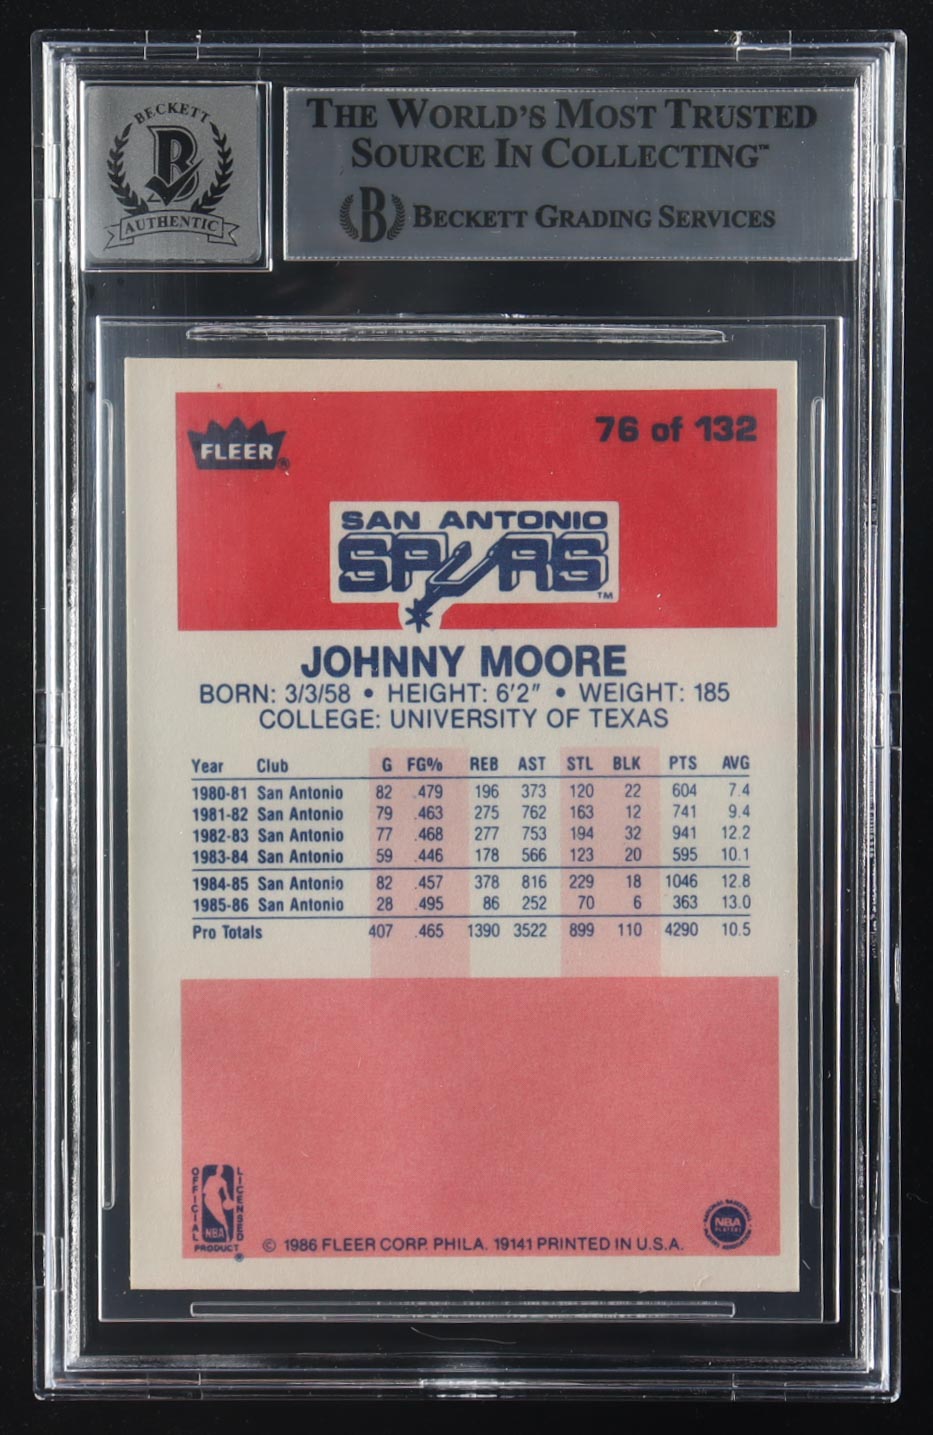 BECKETT
B
AUTHENTIC
THE WORLD'S MOST TRUSTED
SOURCE IN COLLECTING™
B BECKETT GRADING SERVICES
FLEER®
76 of 132
SAN ANTONIO
SPURS
TM
JOHNNY MOORE
BORN: 3/3/58 • HEIGHT: 6'2" • WEIGHT: 185
COLLEGE: UNIVERSITY OF TEXAS
Year Club G FG% REB AST STL BLK PTS AVG
1980-81 San Antonio 82 .479 196 373 120 22 604 7.4
1981-82 San Antonio 79 .463 275 762 163 12 741 9.4
1982-83 San Antonio 77 .468 277 753 194 32 941 12.2
1983-84 San Antonio 59 .446 178 566 123 20 595 10.1
1984-85 San Antonio 82 .457 378 816 229 18 1046 12.8
1985-86 San Antonio 28 .495 86 252 70 6 363 13.0
Pro Totals 407 .465 1390 3522 899 110 4290 10.5
OFFICIAL
LICENSED
NBA
PRODUCT ®
© 1986 FLEER CORP. PHILA. 19141 PRINTED IN U.S.A.
NATIONAL BASKETBALL
NBA
PLAYERS
PLAYERS ASSOCIATION